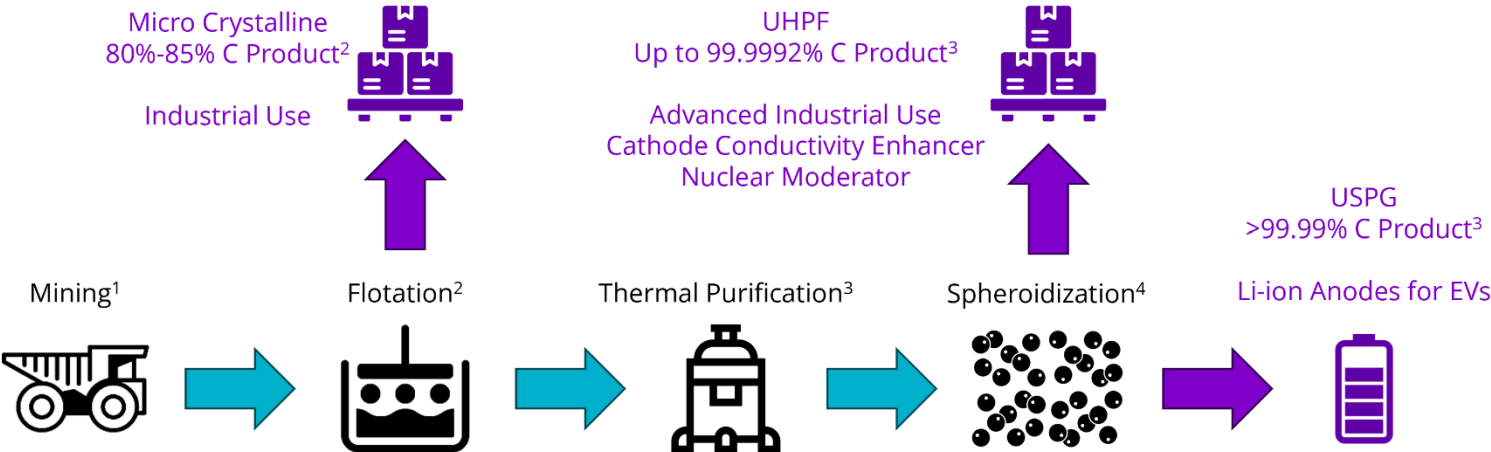 Micro Crystalline
80%-85% C Product²
Industrial Use
UHPF
Up to 99.9992% C Product³
Advanced Industrial Use
Cathode Conductivity Enhancer
Nuclear Moderator
USPG
>99.99% C Product³
Li-ion Anodes for EVs
Mining¹
Flotation²
Thermal Purification³
Spheroidization⁴